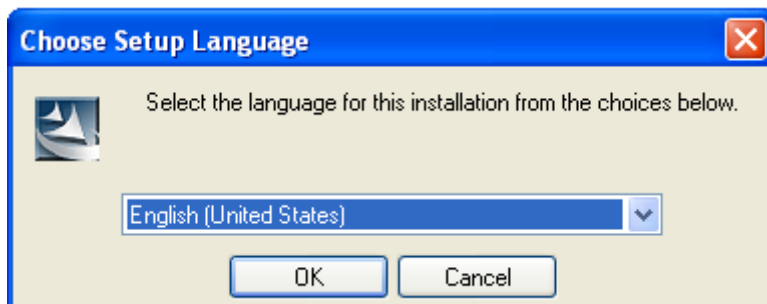 Choose Setup Language
Select the language for this installation from the choices below.
English (United States)
OK
Cancel